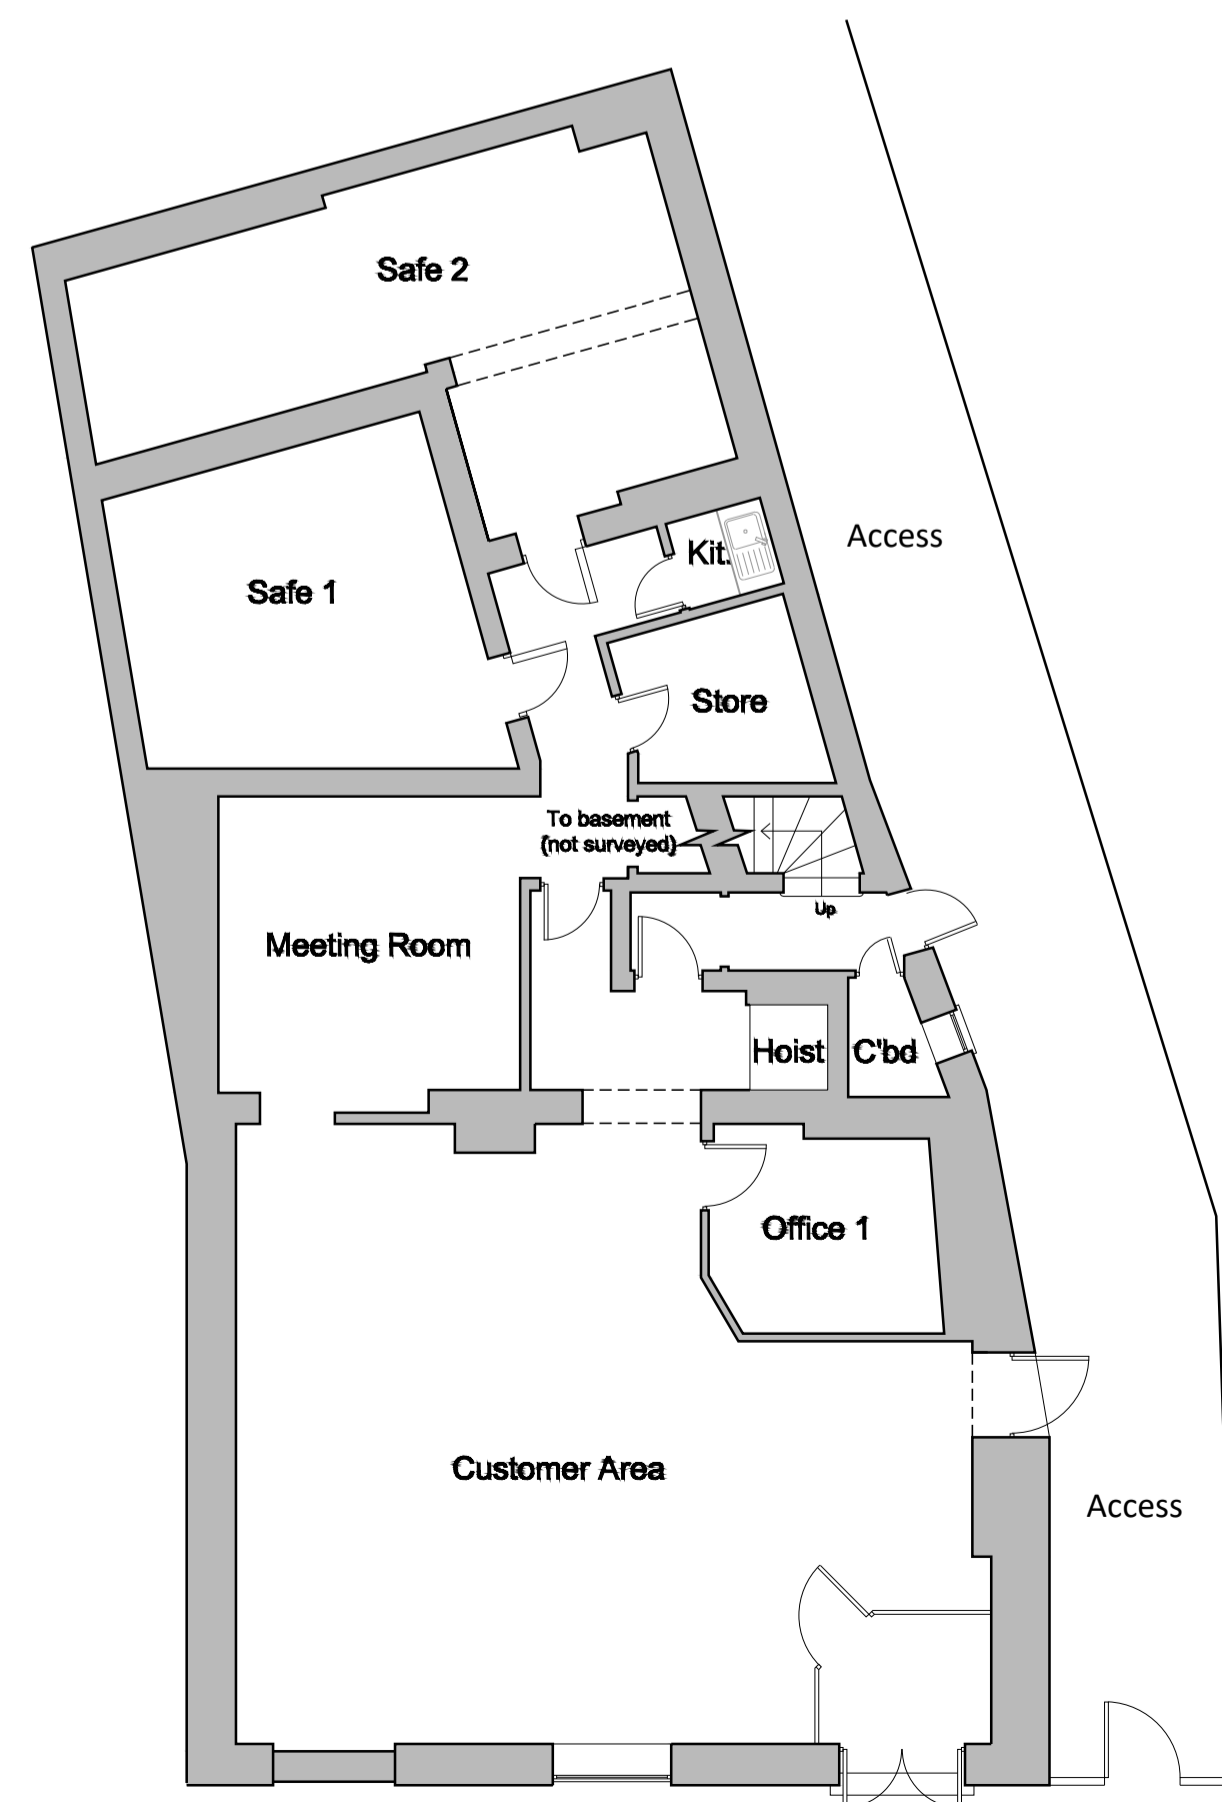 Safe 2
Access
Kit.
Safe 1
Store
To basement
(not surveyed)
Up
Meeting Room
Hoist
C'bd
Office 1
Customer Area
Access